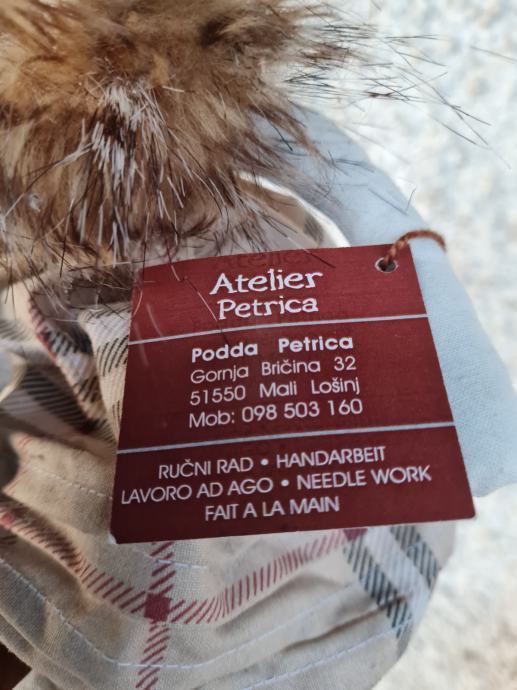 Atelier
Petrica
Podda Petrica
Gornja Bričina 32
51550 Mali Lošinj
Mob: 098 503 160
RUČNI RAD • HANDARBEIT
LAVORO AD AGO • NEEDLE WORK
FAIT A LA MAIN